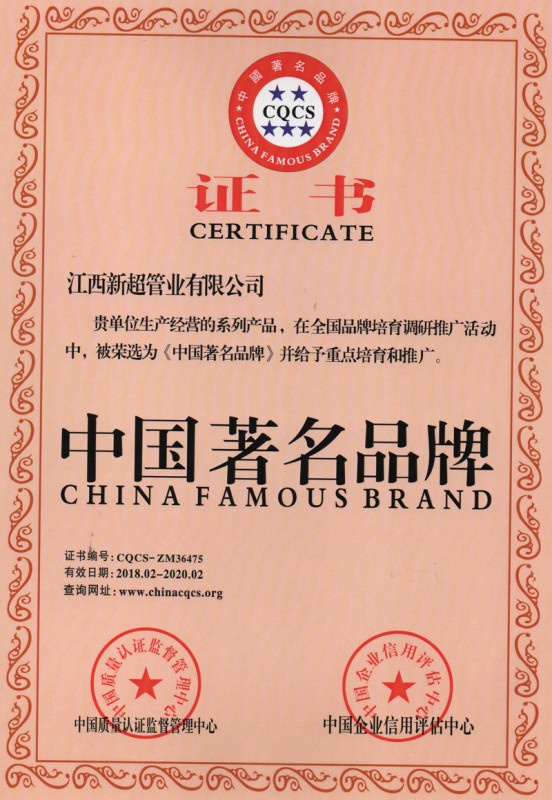 中國著名品牌
CQCS
CHINA FAMOUS BRAND
证书
CERTIFICATE
江西新超管业有限公司
贵单位生产经营的系列产品，在全国品牌培育调研推广活动
中，被荣选为《中国著名品牌》并给予重点培育和推广。
中国著名品牌
CHINA FAMOUS BRAND
证书编号：CQCS-ZM36475
有效日期：2018.02-2020.02
查询网址：www.chinacqcs.org
中国质量认证监督管理中心
中国企业信用评估中心
中国质量认证监督管理中心
中国企业信用评估中心